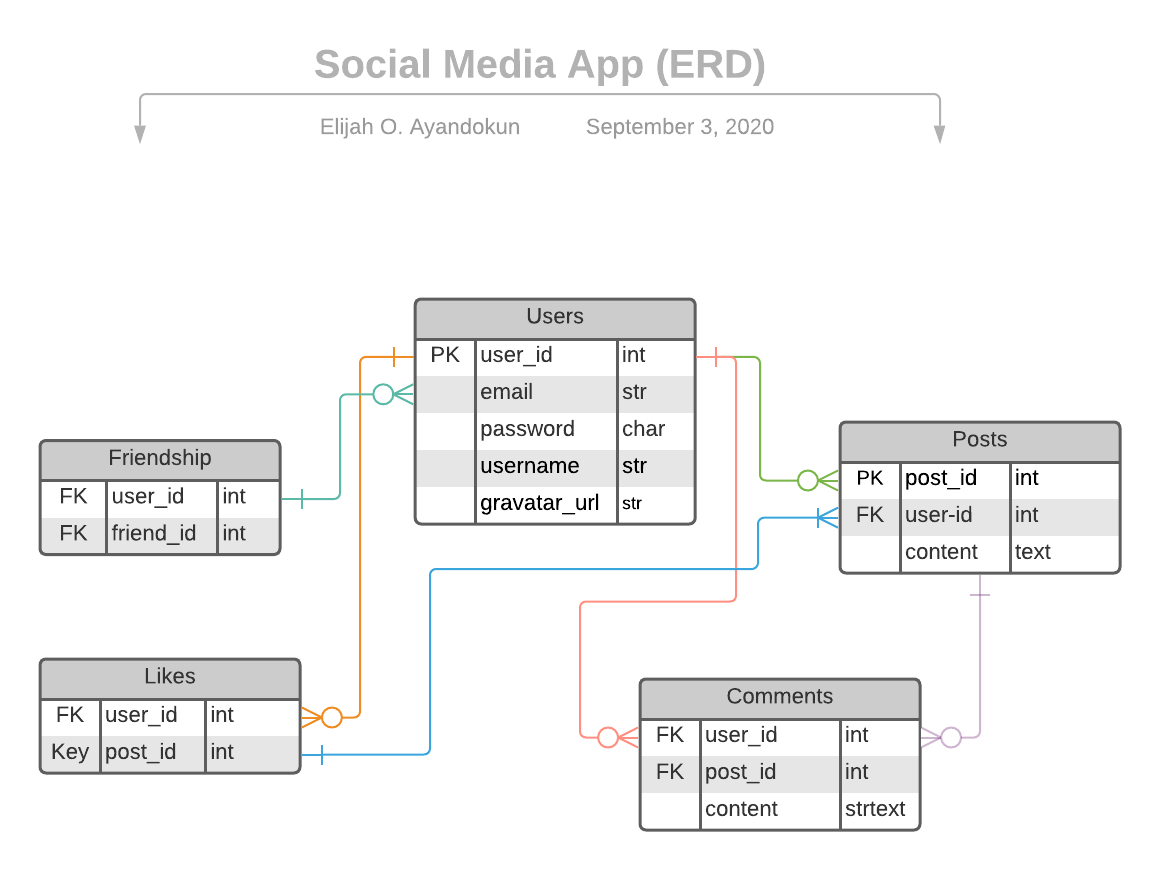 Social Media App (ERD)
Elijah O. Ayandokun September 3, 2020
Users
PK user_id int
email str
password char
username str
gravatar_url str
Friendship
FK user_id int
FK friend_id int
Posts
PK post_id int
FK user-id int
content text
Likes
FK user_id int
Key post_id int
Comments
FK user_id int
FK post_id int
content strtext